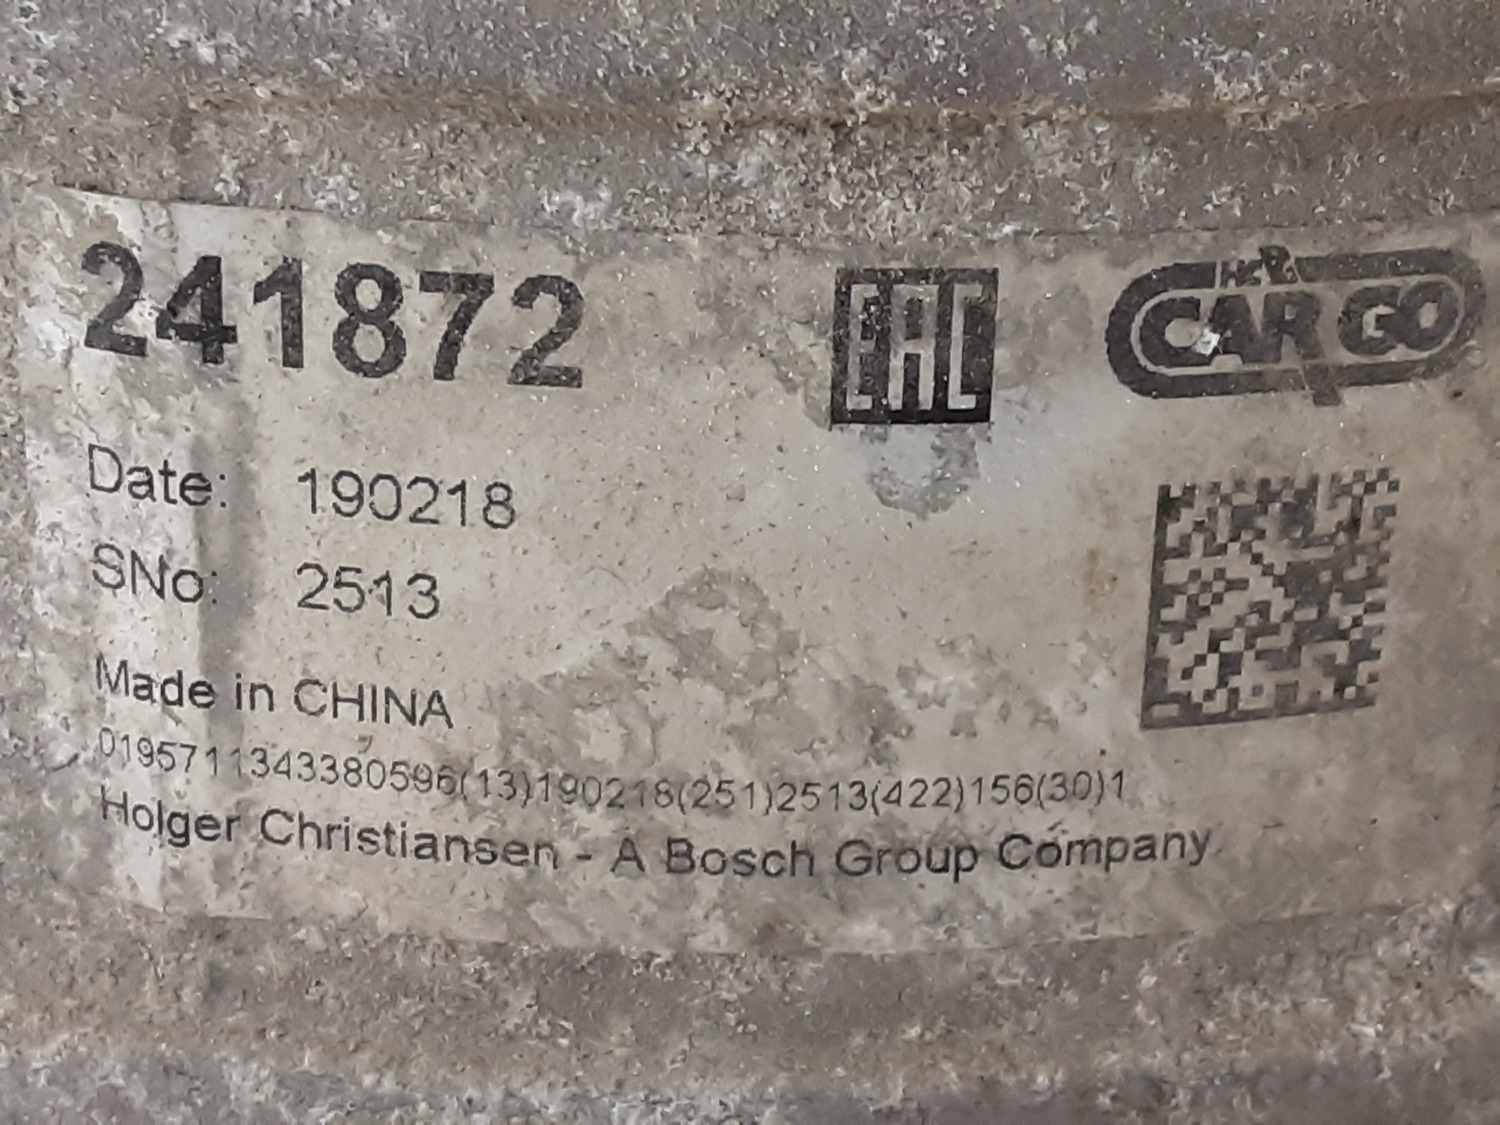 241872
EAC
HC
CARGO
Date: 190218
SNo: 2513
Made in CHINA
0195711343380596(13)190218(251)2513(422)156(30)1
Holger Christiansen - A Bosch Group Company